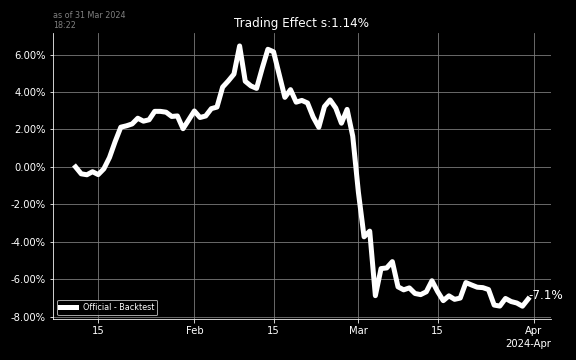 as of 31 Mar 2024
18:22
Trading Effect s:1.14%
6.00%
4.00%
2.00%
0.00%
-2.00%
-4.00%
-6.00%
-8.00%
-7.1%
Official - Backtest
15
Feb
15
Mar
15
Apr
2024-Apr